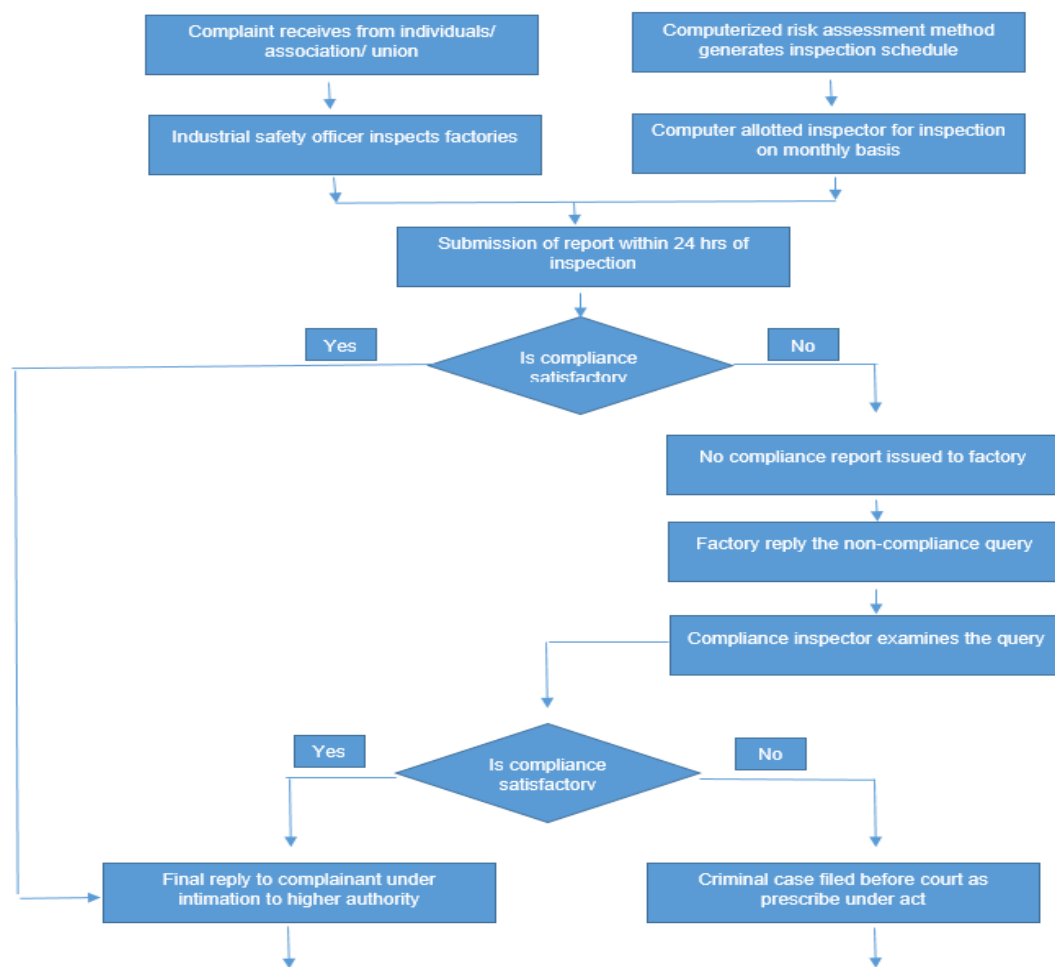 Complaint receives from individuals/
association/ union
Computerized risk assessment method
generates inspection schedule
Industrial safety officer inspects factories
Computer allotted inspector for inspection
on monthly basis
Submission of report within 24 hrs of
inspection
Yes
Is compliance
satisfactory
No
No compliance report issued to factory
Factory reply the non-compliance query
Compliance inspector examines the query
Yes
Is compliance
satisfactory
No
Final reply to complainant under
intimation to higher authority
Criminal case filed before court as
prescribe under act